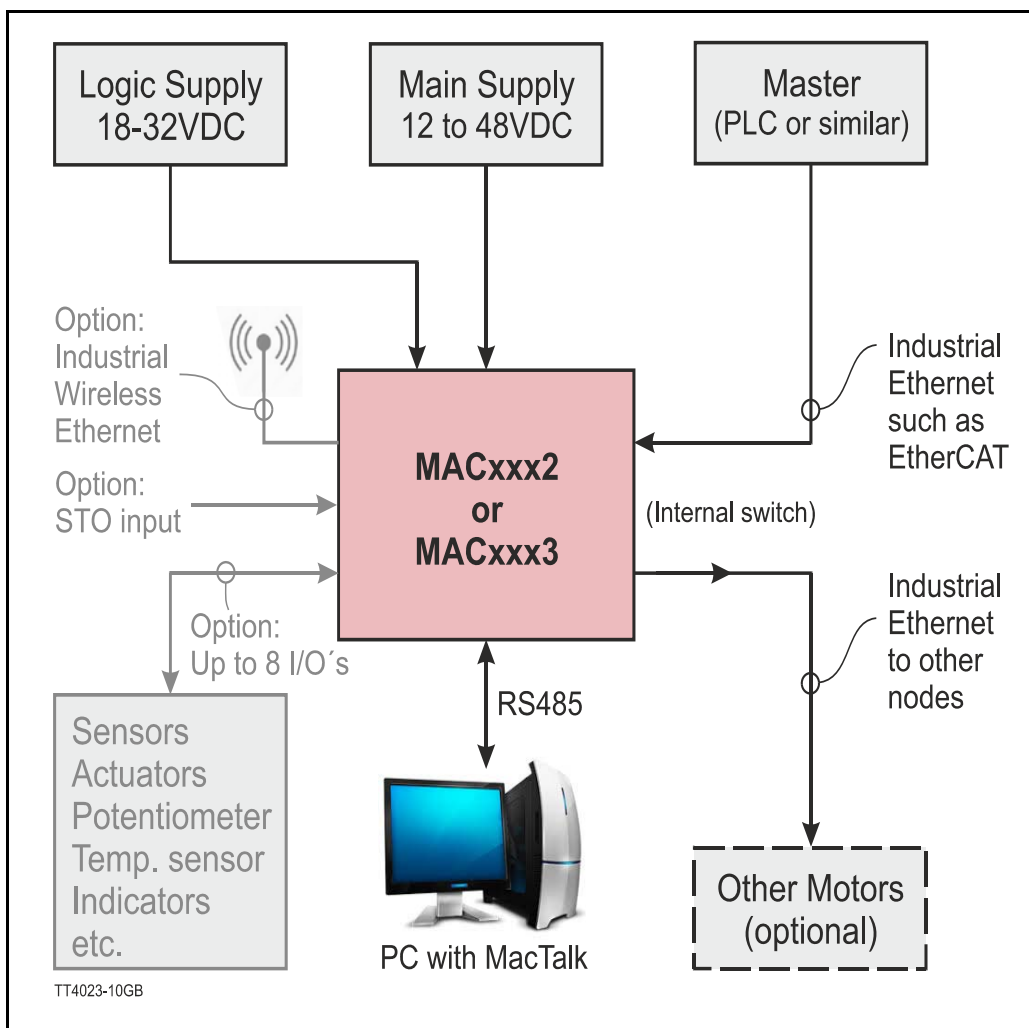 Logic Supply
18-32VDC
Main Supply
12 to 48VDC
Master
(PLC or similar)
Option:
Industrial
Wireless
Ethernet
Industrial
Ethernet
such as
EtherCAT
Option:
STO input
MACxxx2
or
MACxxx3
(Internal switch)
Option:
Up to 8 I/O´s
Industrial
Ethernet
to other
nodes
RS485
Sensors
Actuators
Potentiometer
Temp. sensor
Indicators
etc.
PC with MacTalk
Other Motors
(optional)
TT4023-10GB